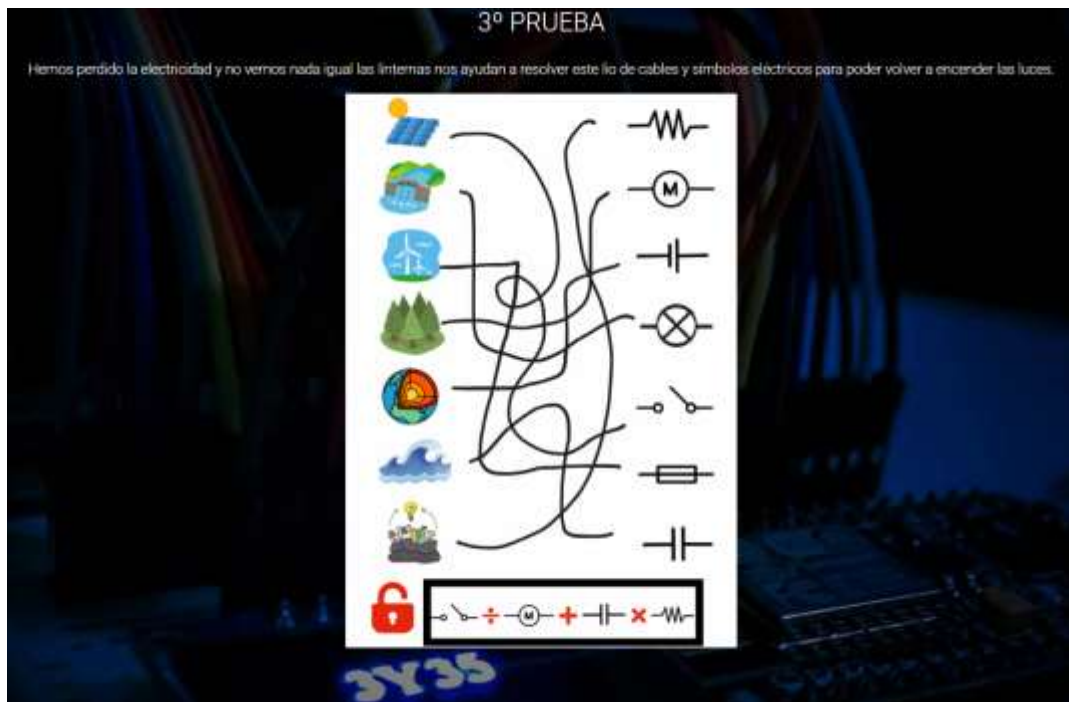 3º PRUEBA
Hemos perdido la electricidad y no vemos nada igual las linternas nos ayudan a resolver este lio de cables y símbolos eléctricos para poder volver a encender las luces.
M
÷ M + ×
3Y35